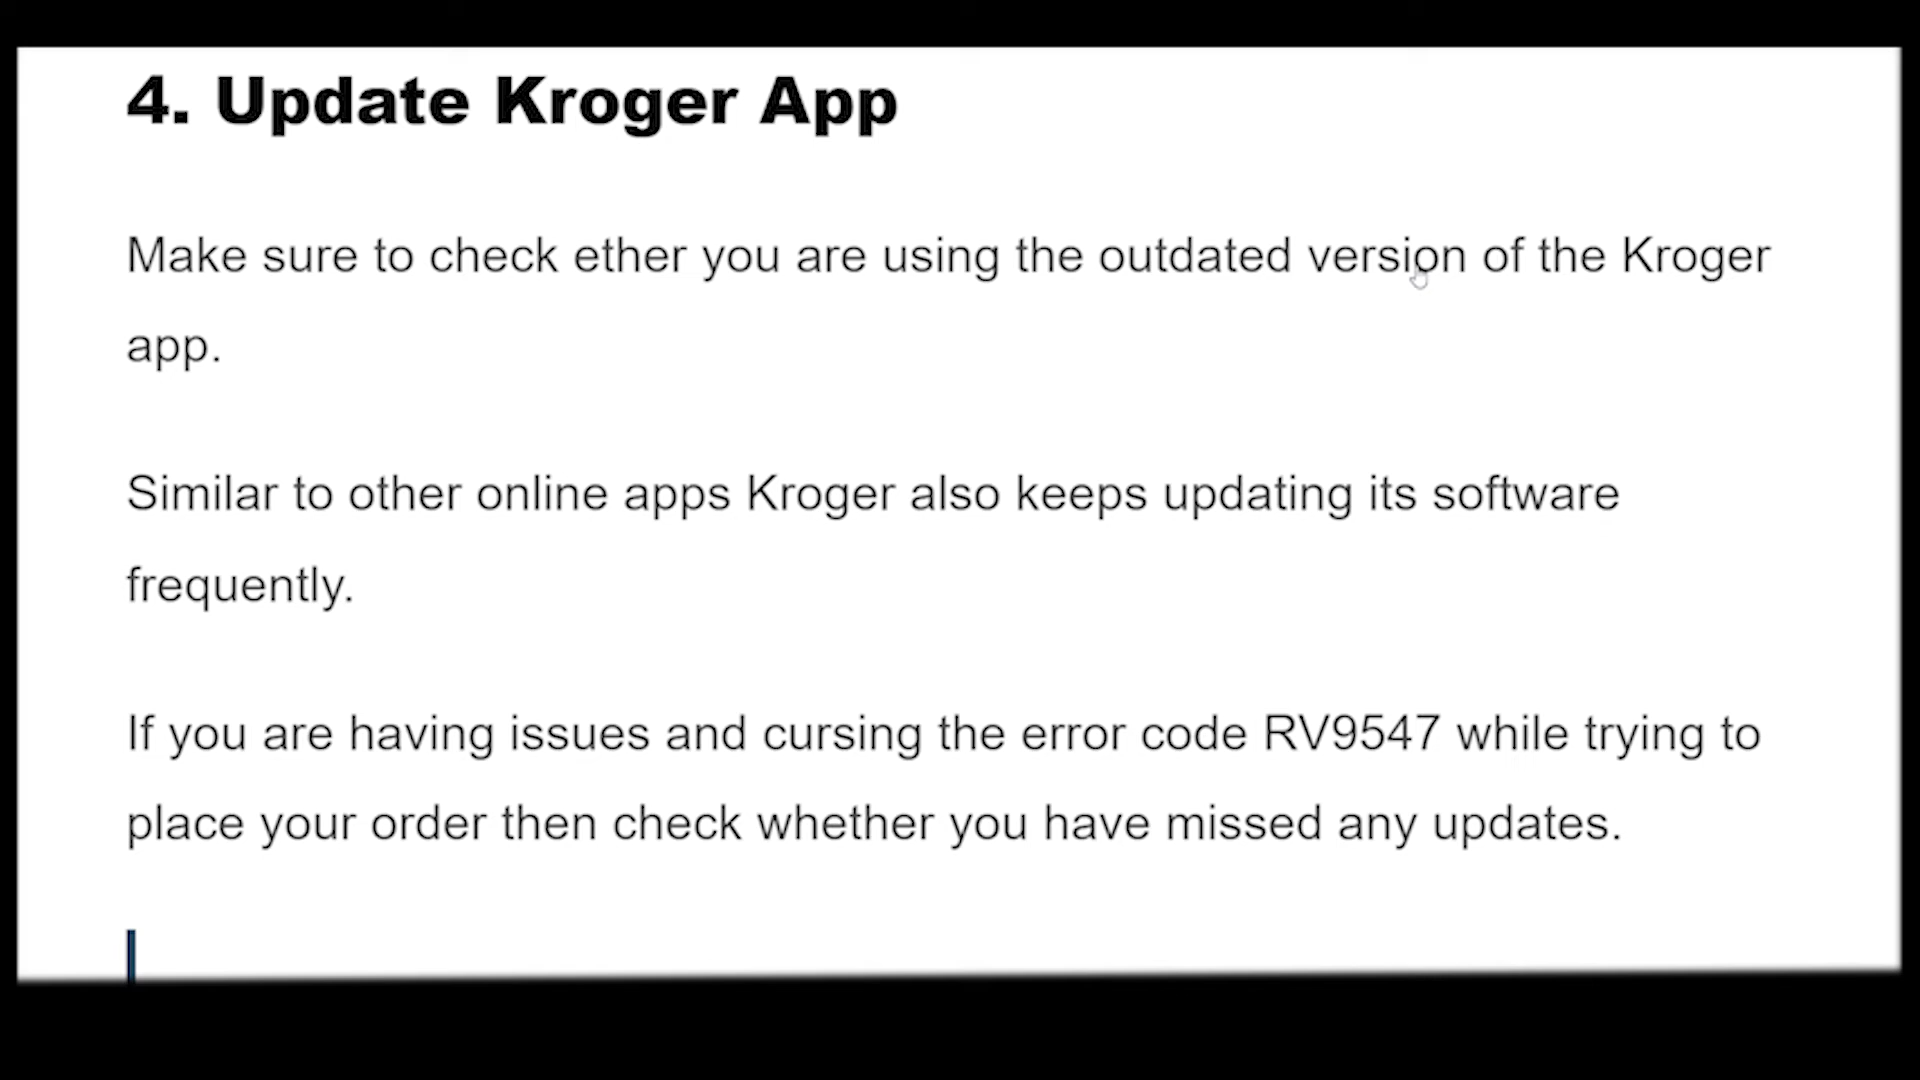 4. Update Kroger App
Make sure to check ether you are using the outdated version of the Kroger
app.
Similar to other online apps Kroger also keeps updating its software
frequently.
If you are having issues and cursing the error code RV9547 while trying to
place your order then check whether you have missed any updates.